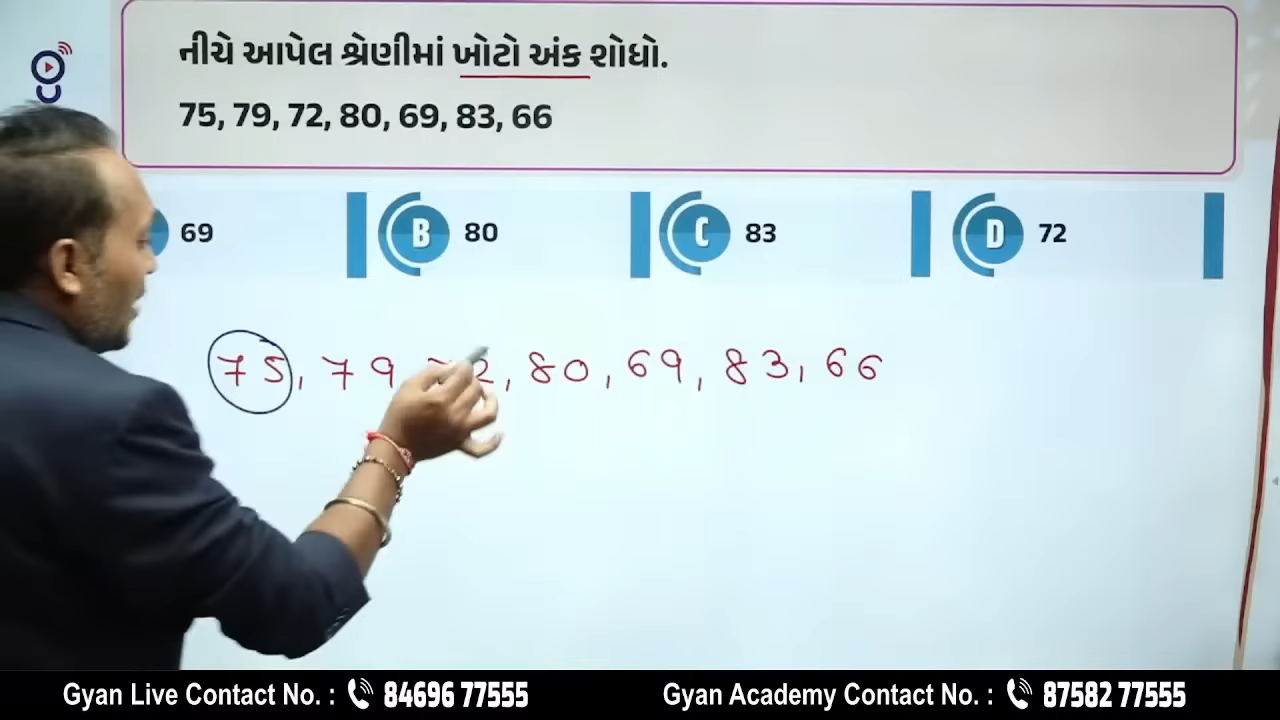 નીચે આપેલ શ્રેણીમાં ખોટો અંક શોધો.
75, 79, 72, 80, 69, 83, 66
69 B 80 C 83 D 72
75, 79, 2, 80, 69, 83, 66
Gyan Live Contact No. : 84696 77555 Gyan Academy Contact No. : 87582 77555